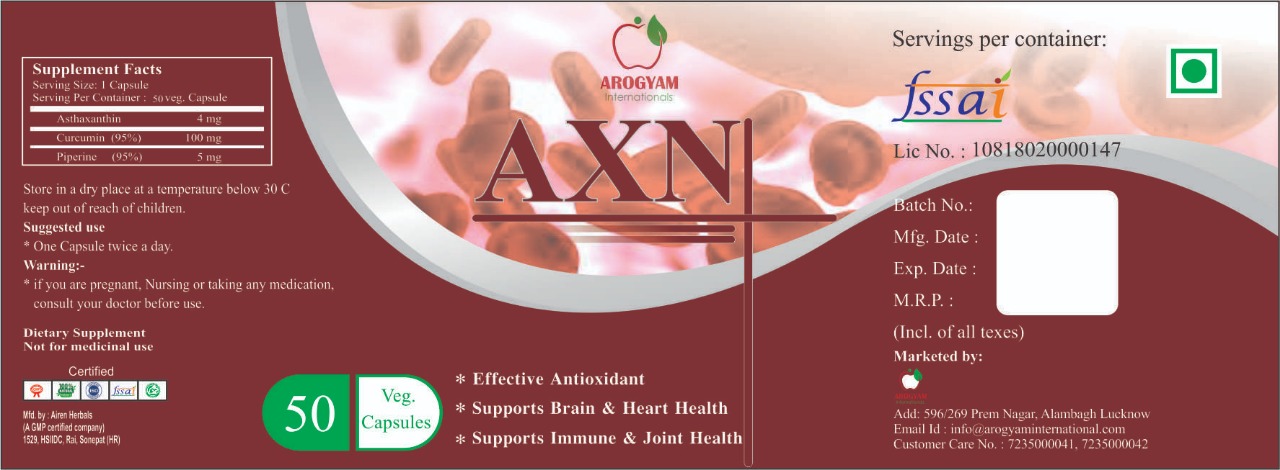 Supplement Facts
Serving Size: 1 Capsule
Serving Per Container : 50 veg. Capsule
Asthaxanthin 4 mg
Curcumin (95%) 100 mg
Piperine (95%) 5 mg
Store in a dry place at a temperature below 30 C
keep out of reach of children.
Suggested use
* One Capsule twice a day.
Warning:-
* if you are pregnant, Nursing or taking any medication,
consult your doctor before use.
Dietary Supplement
Not for medicinal use
Certified
fssai
Mfd. by : Airen Herbals
(A GMP certified company)
1529, HSIIDC, Rai, Sonepat (HR)
AROGYAM
Internationals
AXN
50
Veg.
Capsules
* Effective Antioxidant
* Supports Brain & Heart Health
* Supports Immune & Joint Health
Servings per container:
fssai
Lic No. : 10818020000147
Batch No.:
Mfg. Date :
Exp. Date :
M.R.P. :
(Incl. of all texes)
Marketed by:
AROGYAM
Internationals
Add: 596/269 Prem Nagar, Alambagh Lucknow
Email Id : info@arogyaminternational.com
Customer Care No. : 7235000041, 7235000042